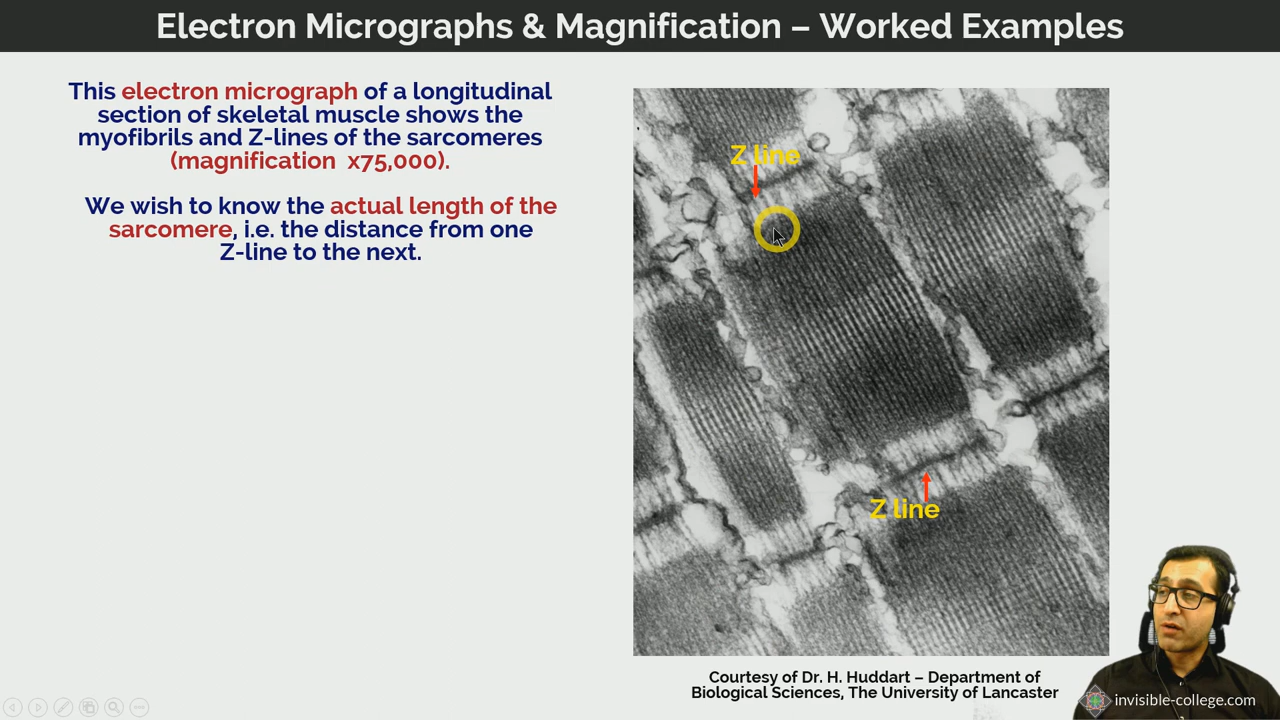 Electron Micrographs & Magnification – Worked Examples
This electron micrograph of a longitudinal
section of skeletal muscle shows the
myofibrils and Z-lines of the sarcomeres
(magnification x75,000).
We wish to know the actual length of the
sarcomere, i.e. the distance from one
Z-line to the next.
Z line
Z line
Courtesy of Dr. H. Huddart – Department of
Biological Sciences, The University of Lancaster
invisible-college.com